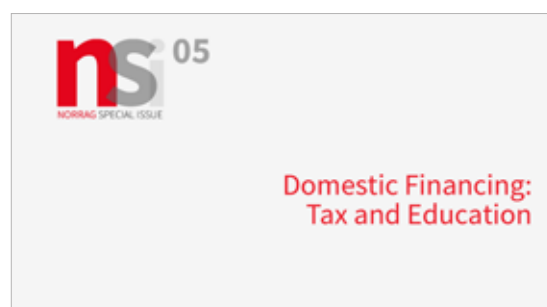 nsi 05
NORRAG SPECIAL ISSUE
Domestic Financing:
Tax and Education